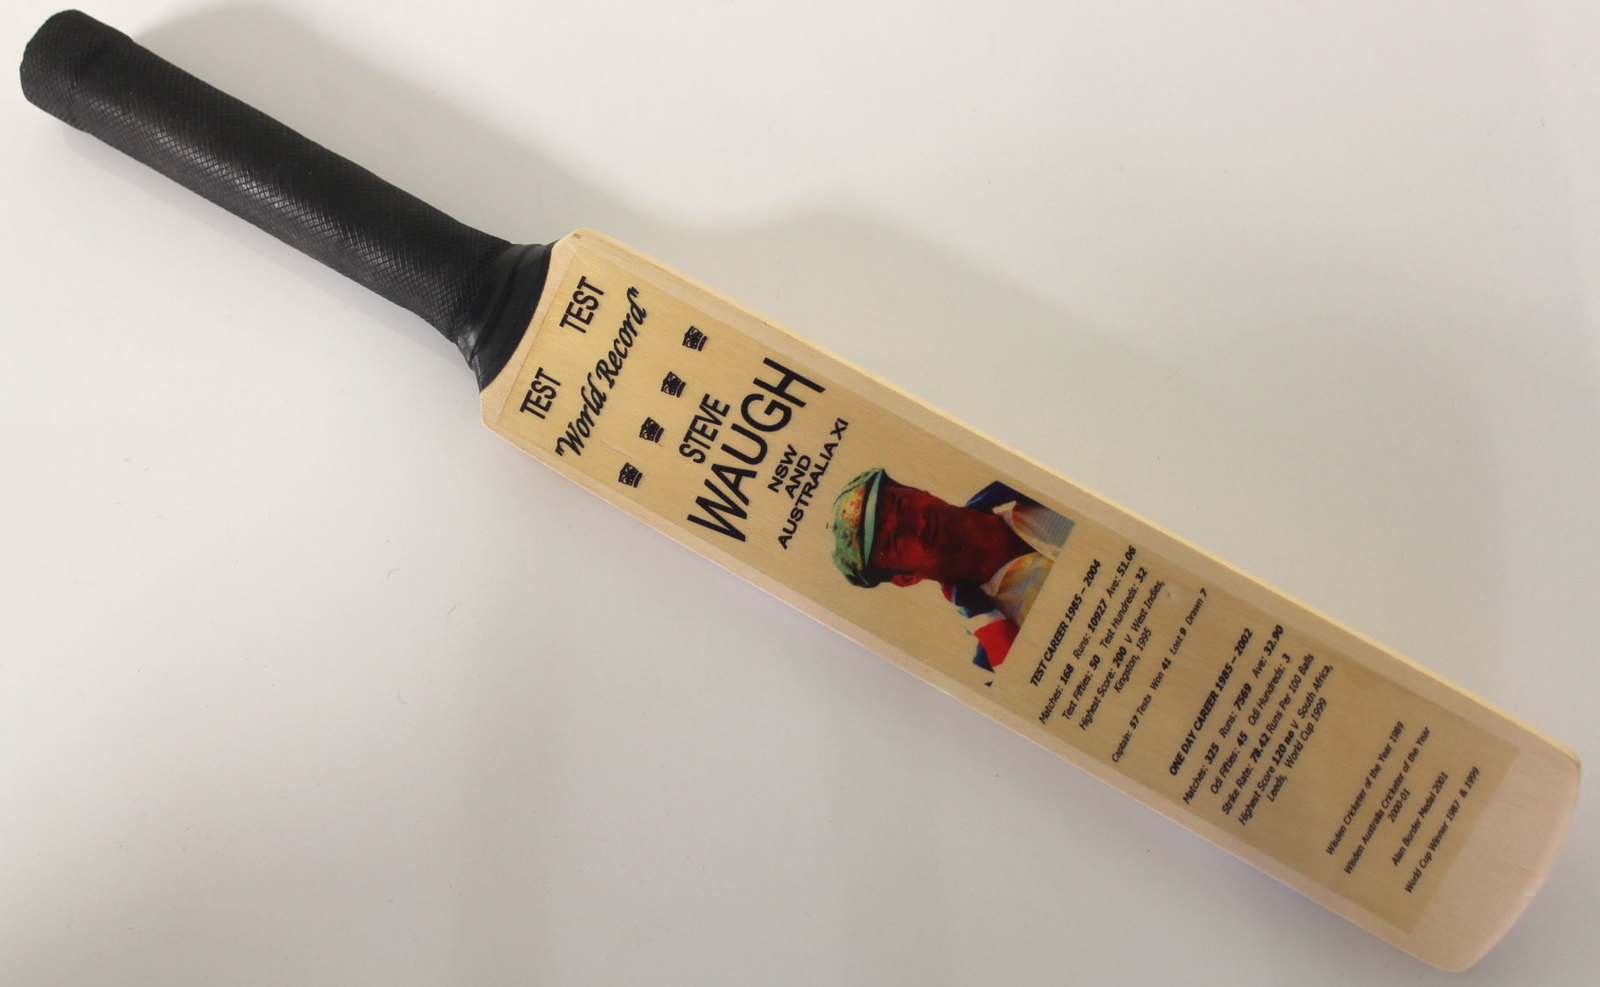 TEST TEST
"World Record"
STEVE
WAUGH
NSW
AND
AUSTRALIA XI
TEST CAREER 1985 – 2004
Matches: 168 Runs: 10927 Ave: 51.06
Test Fifties: 50 Test Hundreds: 32
Highest Score: 200 V West Indies,
Kingston, 1995
Captain: 57 Tests Won 41 Lost 9 Drawn 7
ONE DAY CAREER 1985 – 2002
Matches: 325 Runs: 7569 Ave: 32.90
Odi Fifties: 45 Odi Hundreds: 3
Strike Rate: 78.42 Runs Per 100 Balls
Highest Score 120 no V South Africa,
Leeds, World Cup 1999
Wisden Cricketer of the Year 1989
Wisden Australia Cricketer of the Year
2000-01
Alan Border Medal 2001
World Cup Winner 1987 & 1999